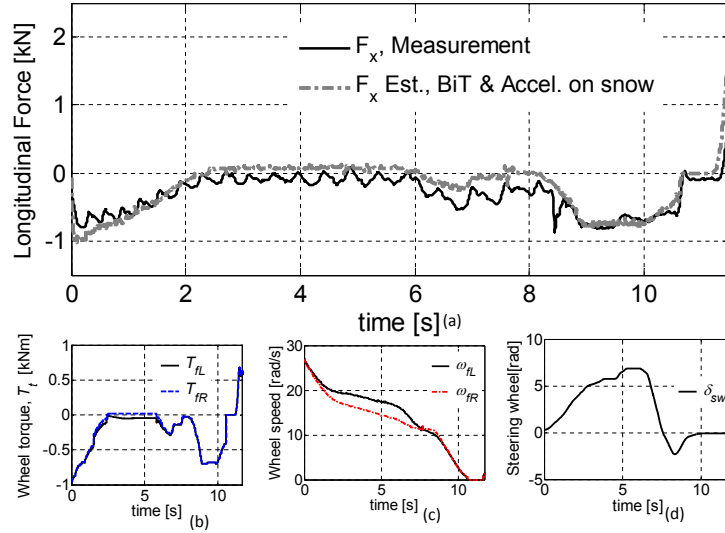 Longitudinal Force [kN]
2
1
0
-1
F_x, Measurement
F_x Est., BiT & Accel. on snow
0 2 4 6 8 10
time [s] (a)
Wheel torque, T_t [kNm]
1
0.5
0
-0.5
-1
T_fL
T_fR
0 5 10
time [s] (b)
Wheel speed [rad/s]
30
20
10
0
ω_fL
ω_fR
0 5 10
time [s] (c)
Steering wheel[rad]
10
5
0
-5
δ_sw
0 5 10
time [s] (d)